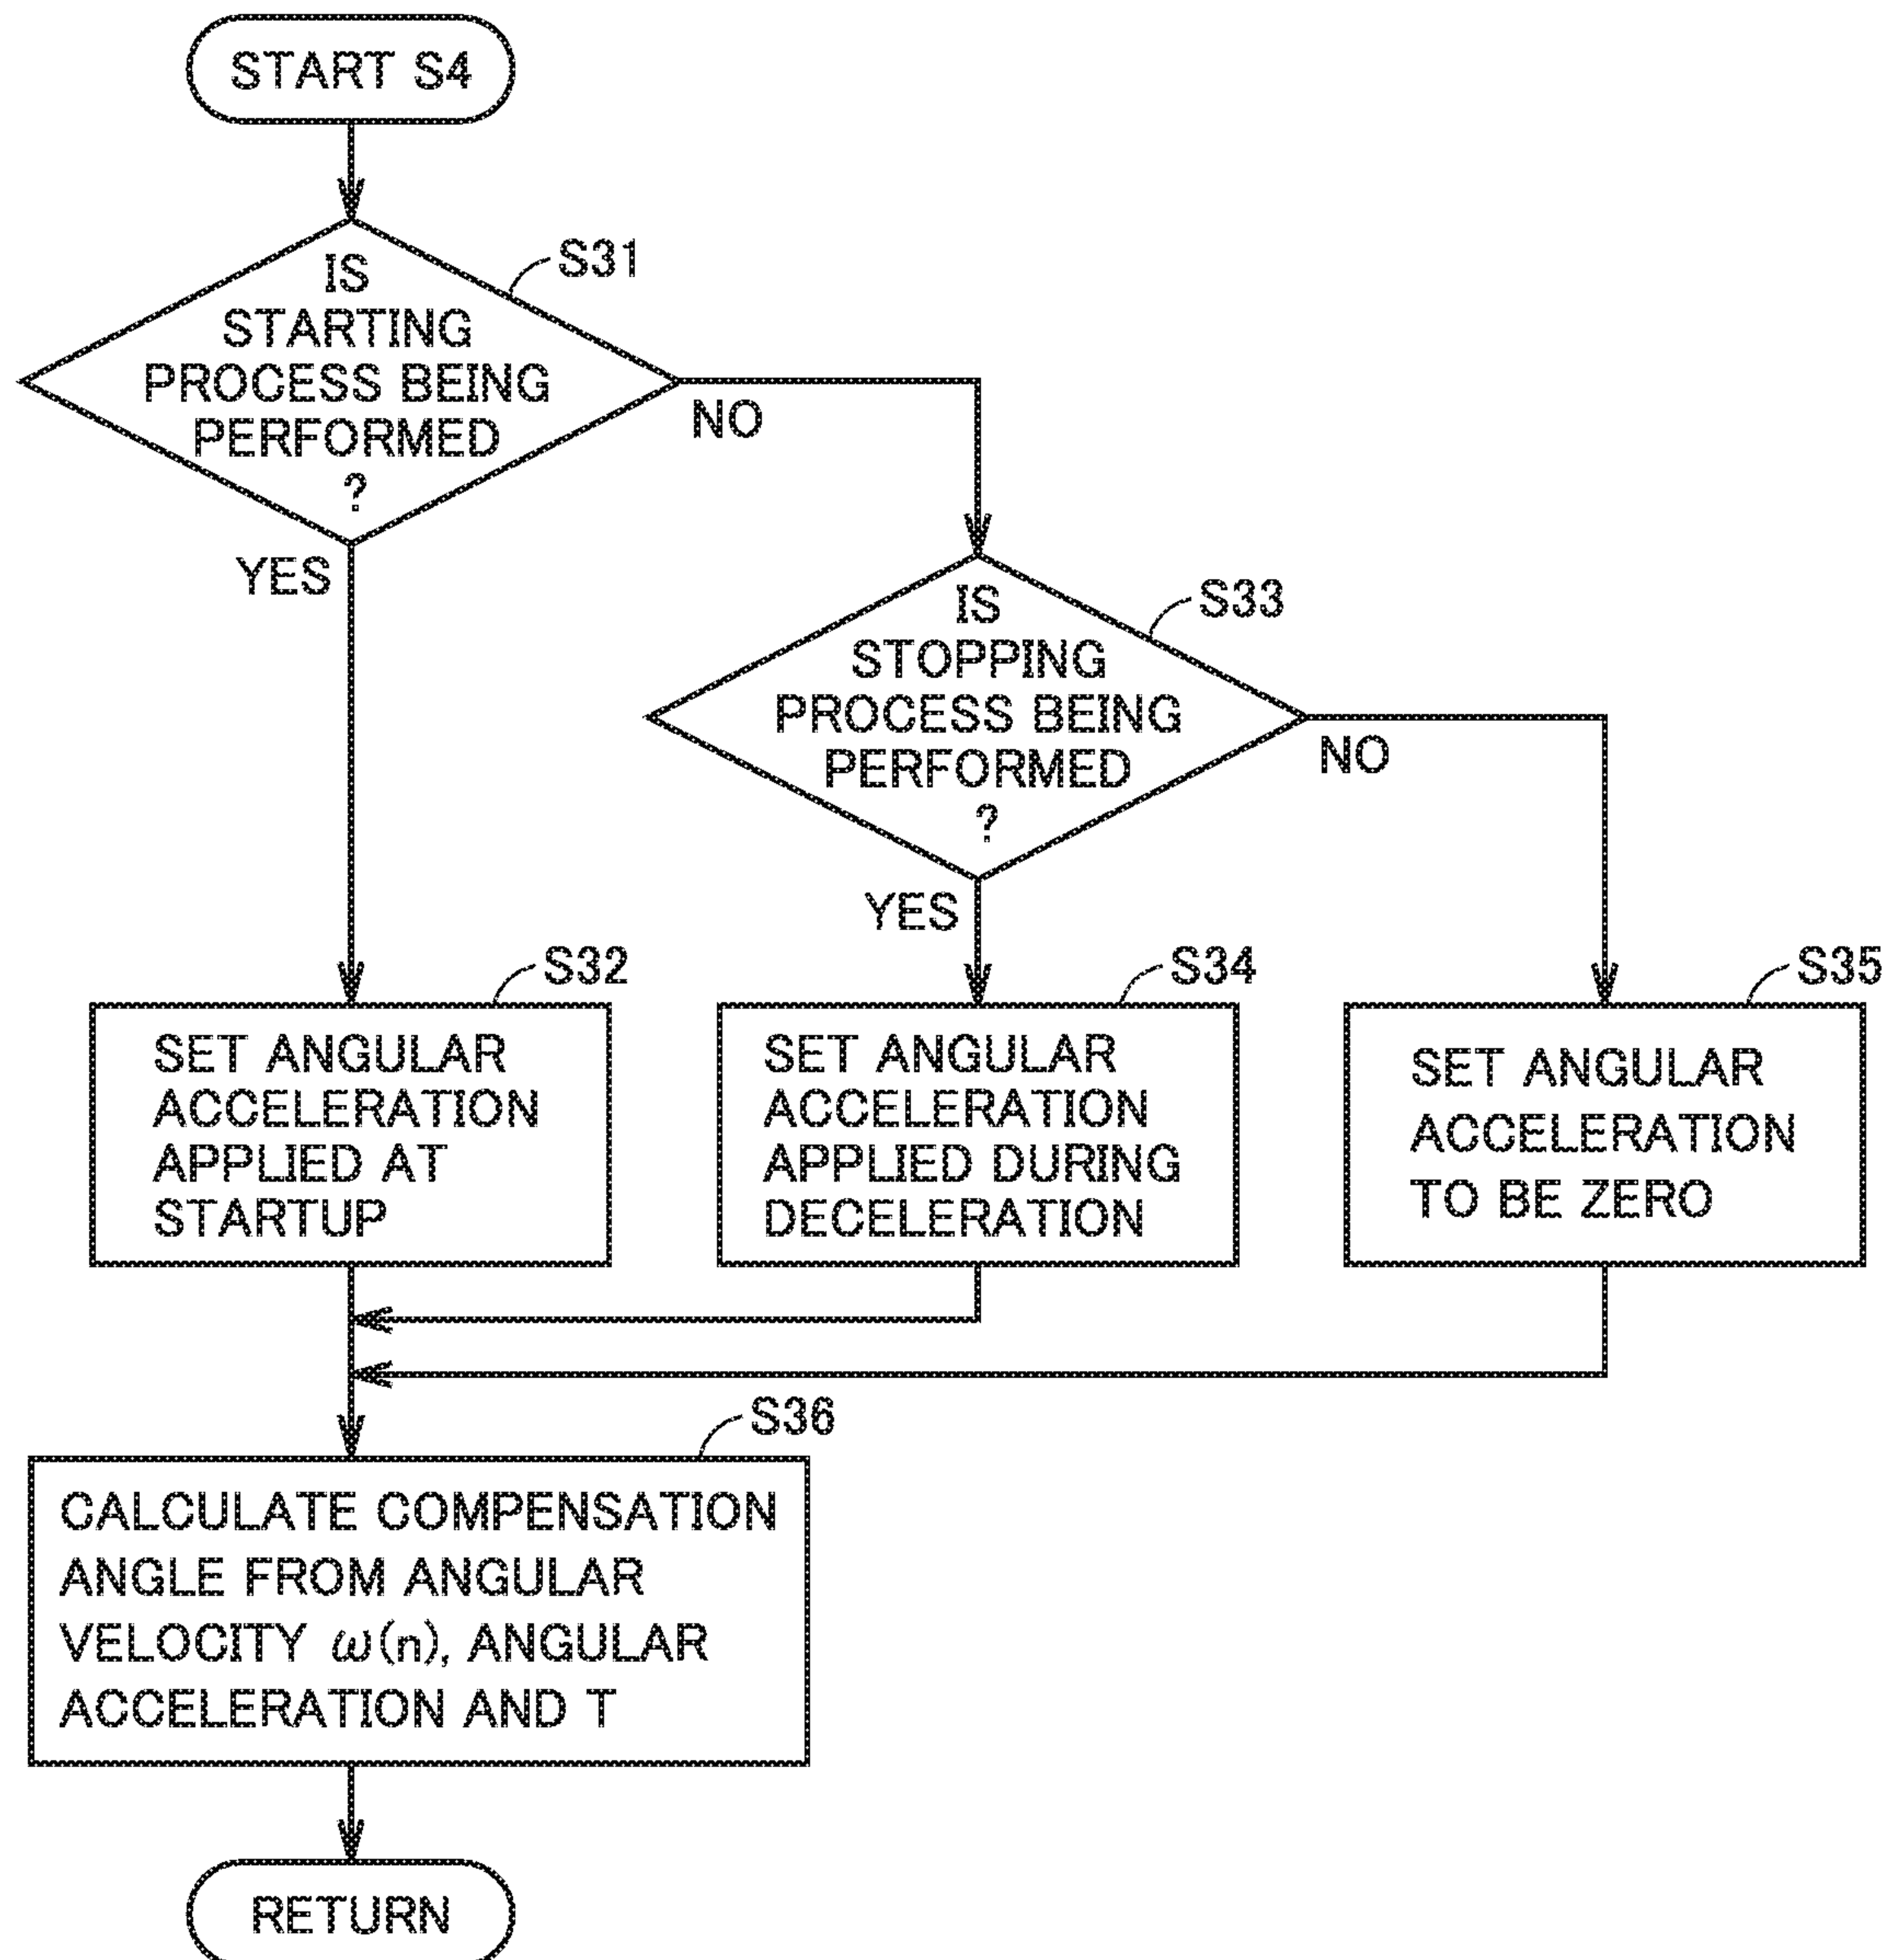 START S4
S31
IS
STARTING
PROCESS BEING
PERFORMED
?
NO
YES
S33
IS
STOPPING
PROCESS BEING
PERFORMED
?
NO
YES
S32
SET ANGULAR
ACCELERATION
APPLIED AT
STARTUP
S34
SET ANGULAR
ACCELERATION
APPLIED DURING
DECELERATION
S35
SET ANGULAR
ACCELERATION
TO BE ZERO
S36
CALCULATE COMPENSATION
ANGLE FROM ANGULAR
VELOCITY ω(n), ANGULAR
ACCELERATION AND T
RETURN